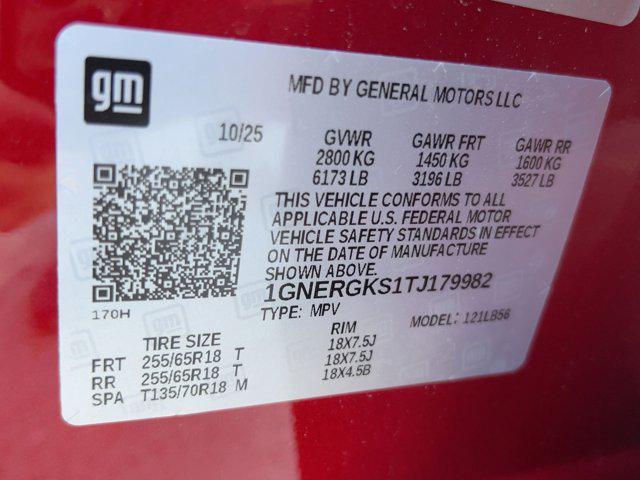 gm
MFD BY GENERAL MOTORS LLC
10/25 GVWR GAWR FRT GAWR RR
2800 KG 1450 KG 1600 KG
6173 LB 3196 LB 3527 LB
THIS VEHICLE CONFORMS TO ALL
APPLICABLE U.S. FEDERAL MOTOR
VEHICLE SAFETY STANDARDS IN EFFECT
ON THE DATE OF MANUFACTURE
SHOWN ABOVE.
1GNERGKS1TJ179982
170H
TYPE: MPV MODEL: 121LB56
TIRE SIZE RIM
FRT 255/65R18 T 18X7.5J
RR 255/65R18 T 18X7.5J
SPA T135/70R18 M 18X4.5B